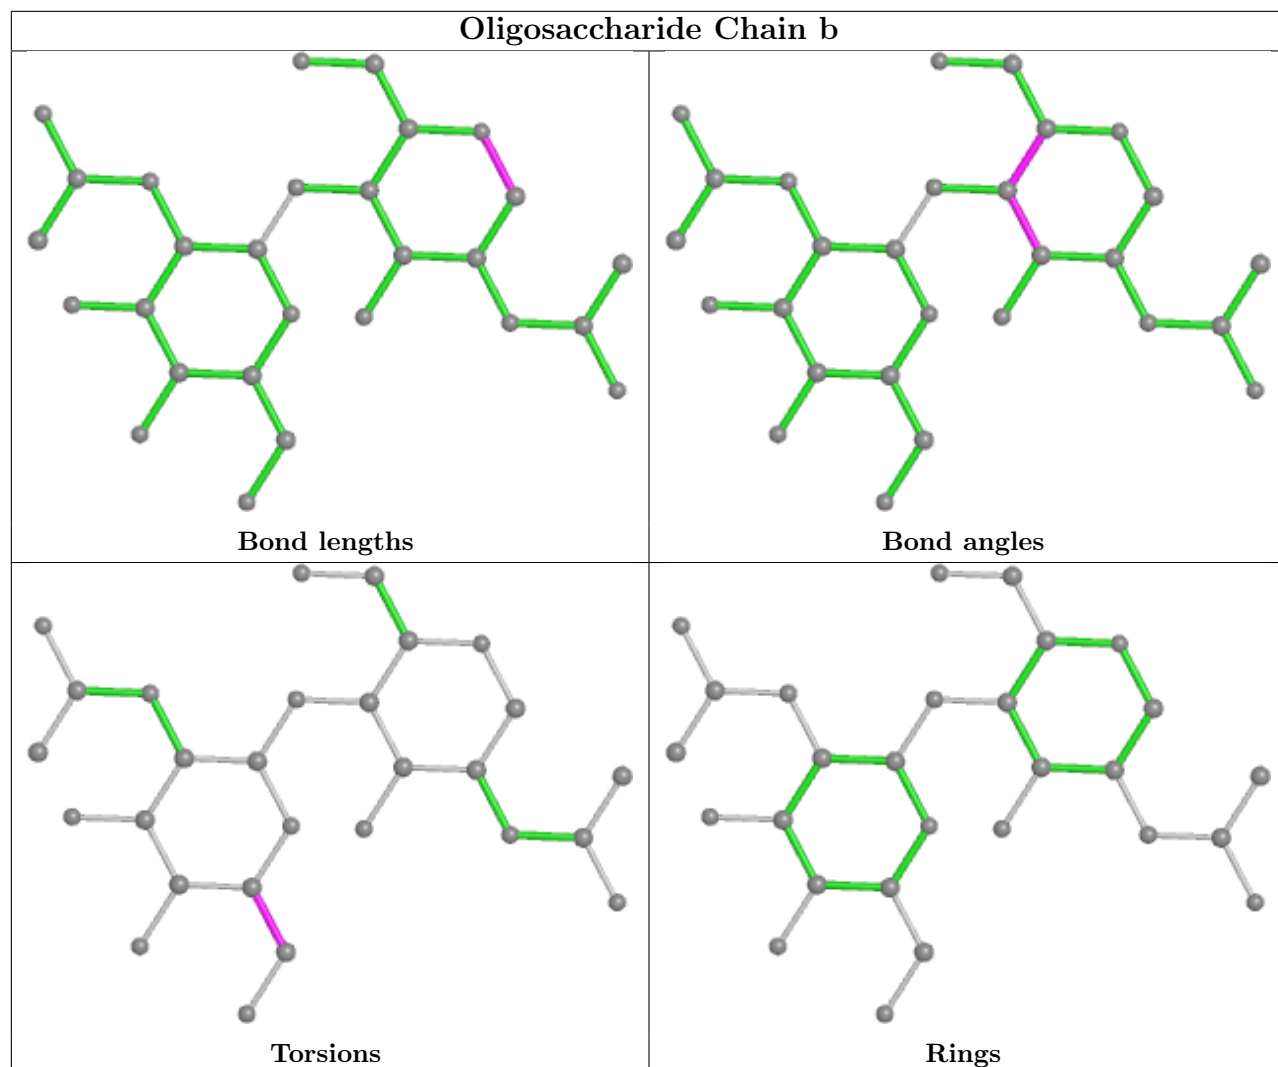 Oligosaccharide Chain b
Bond lengths
Bond angles
Torsions
Rings